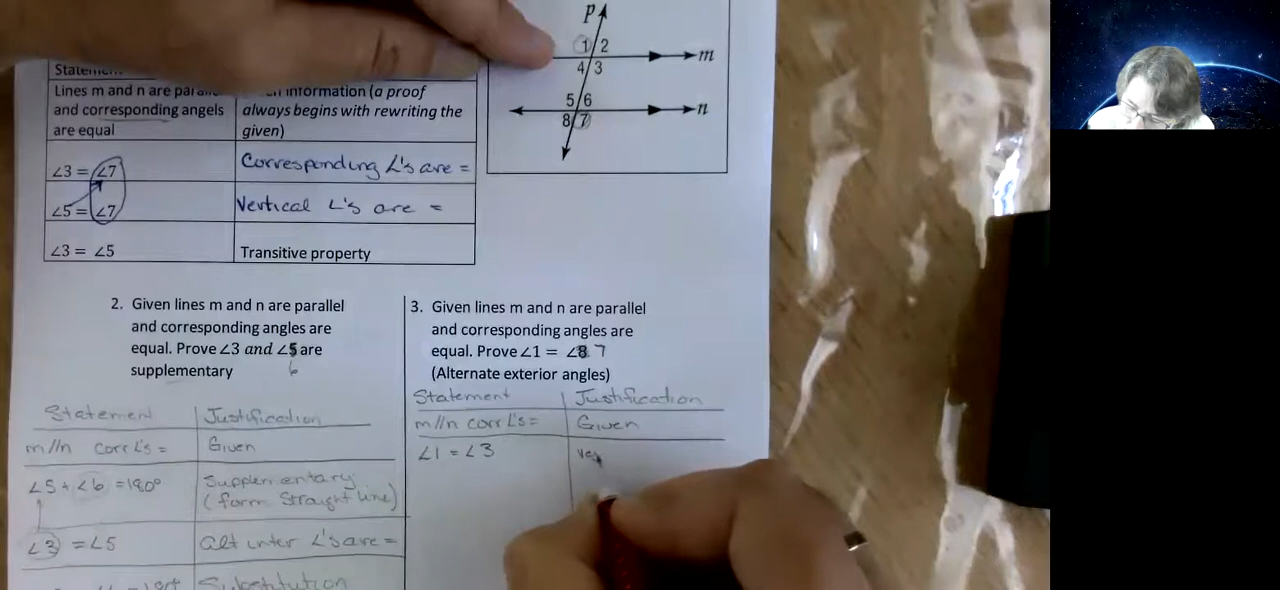 P
1 2
m
4 3
5 6
n
8 7
Lines m and n are
and corresponding angels
are equal
information (a proof
always begins with rewriting the
given)
∠3 = ∠7
Corresponding ∠'s are =
∠5 = ∠7
Vertical ∠'s are =
∠3 = ∠5
Transitive property
2. Given lines m and n are parallel
and corresponding angles are
equal. Prove ∠3 and ∠5 are
supplementary 6
Statement Justification
m//n corr ∠'s = Given
∠5 + ∠6 = 180° Supplementary
(form straight line)
∠3 = ∠5 alt inter ∠'s are =
Substitution
3. Given lines m and n are parallel
and corresponding angles are
equal. Prove ∠1 = ∠8 7
(Alternate exterior angles)
Statement Justification
m//n corr ∠'s = Given
∠1 = ∠3 ve